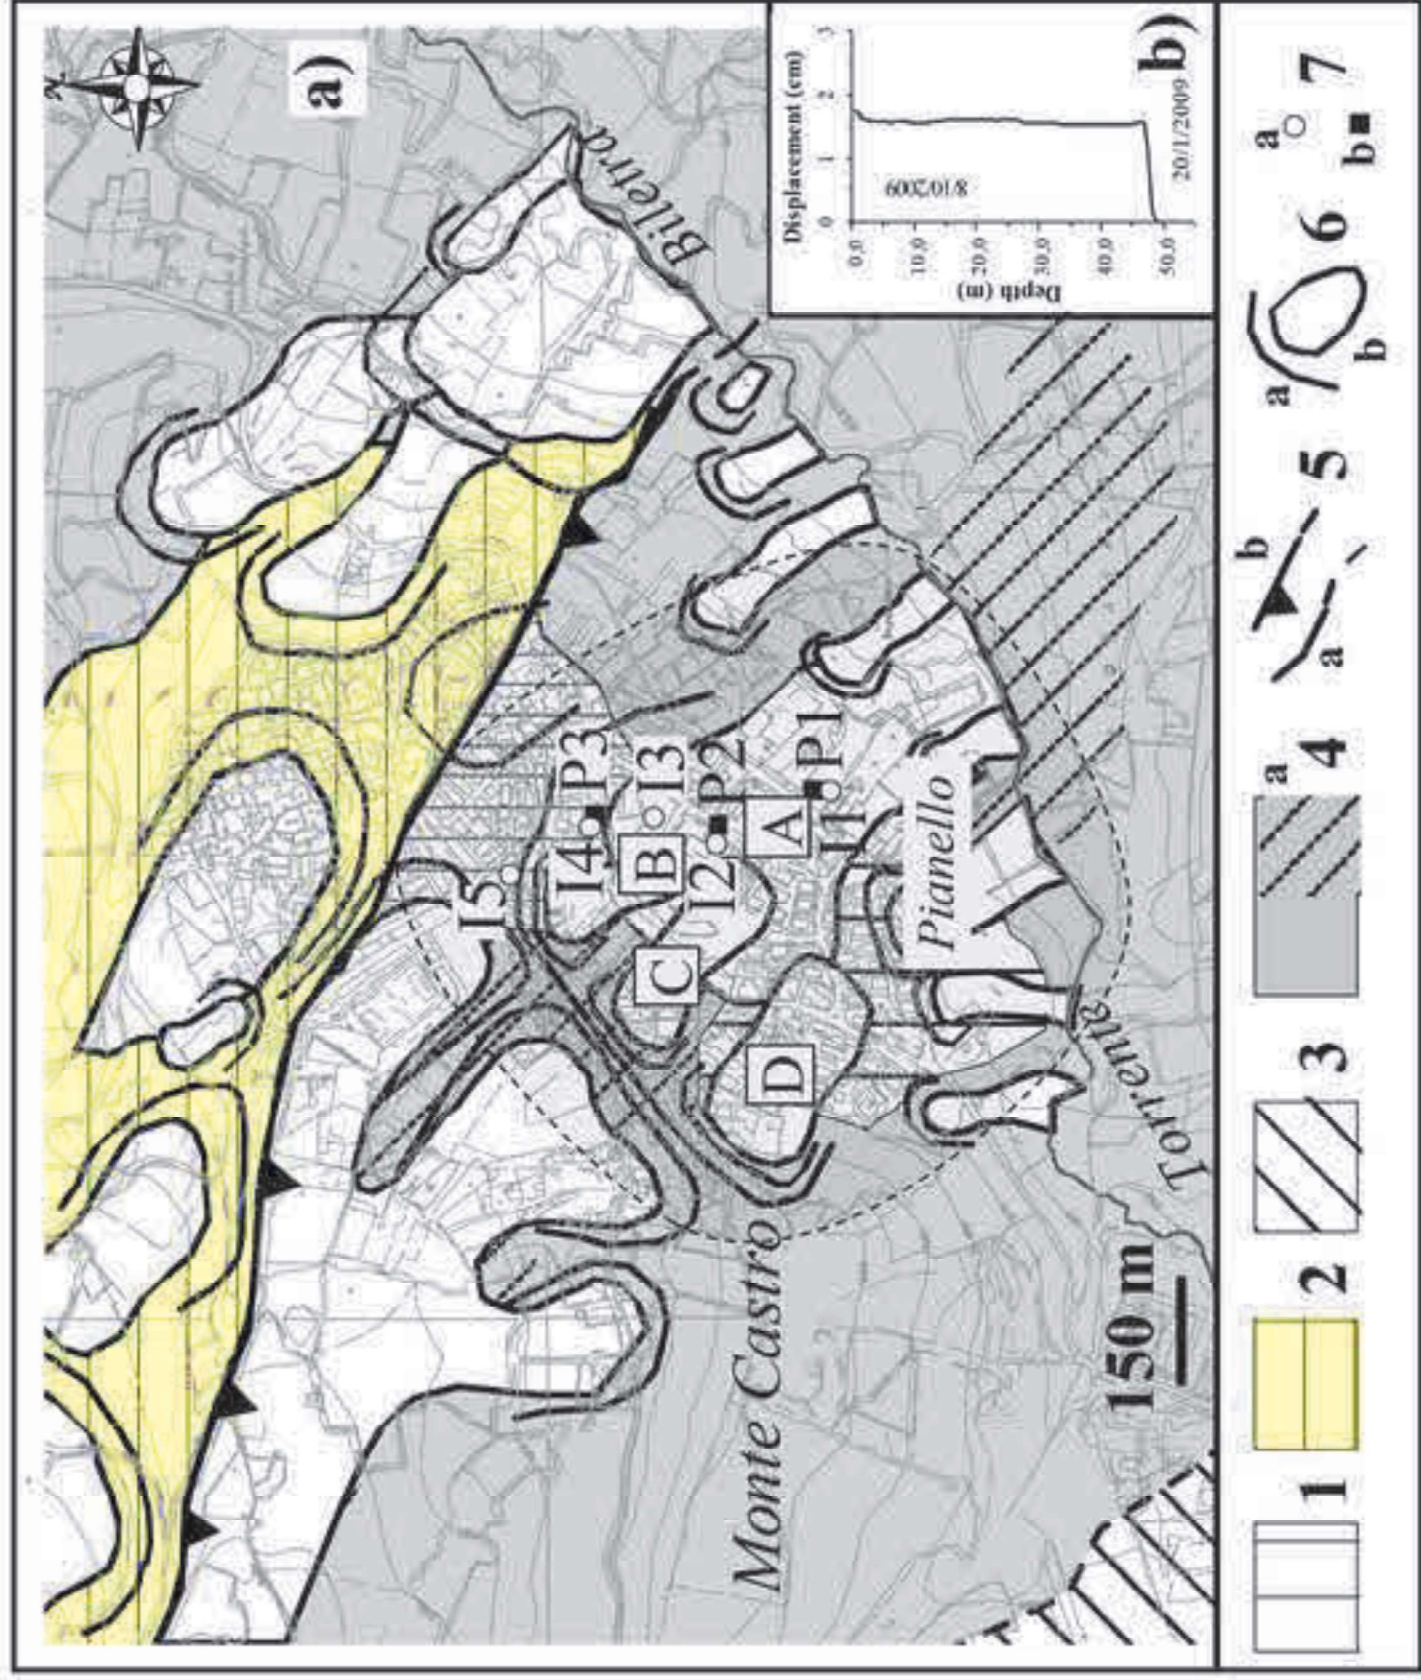 N
a)
Biletra
I5
I4
P3
I3
B
C
I2
P2
A
P1
I1
D
Pianello
Monte Castro
Torrente
150 m
Displacement (cm)
0 1 2 3
Depth (m)
0.0
10.0
20.0
30.0
40.0
50.0
8/10/2009
20/1/2009
b)
1
2
3
a
4
a
b
5
a
b
6
a
b
7